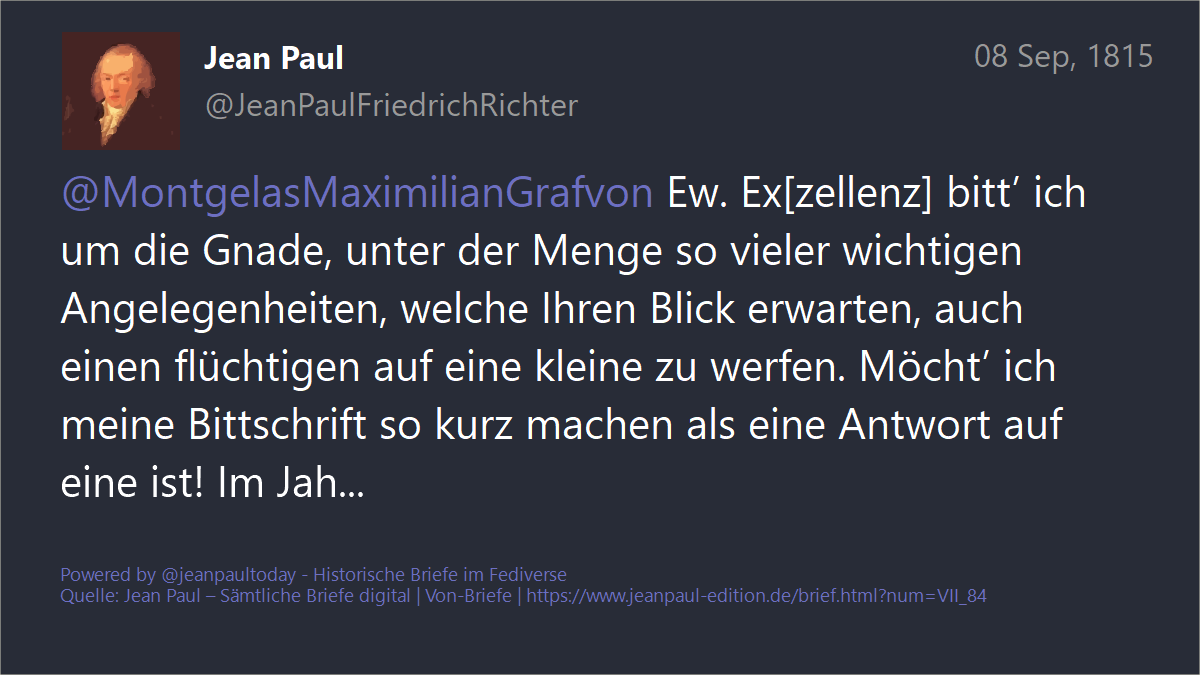 Jean Paul
08 Sep, 1815
@JeanPaulFriedrichRichter
@MontgelasMaximilianGrafvon Ew. Ex[zellenz] bitt’ ich
um die Gnade, unter der Menge so vieler wichtigen
Angelegenheiten, welche Ihren Blick erwarten, auch
einen flüchtigen auf eine kleine zu werfen. Möcht’ ich
meine Bittschrift so kurz machen als eine Antwort auf
eine ist! Im Jah...
Powered by @jeanpaultoday - Historische Briefe im Fediverse
Quelle: Jean Paul – Sämtliche Briefe digital | Von-Briefe | https://www.jeanpaul-edition.de/brief.html?num=VII_84